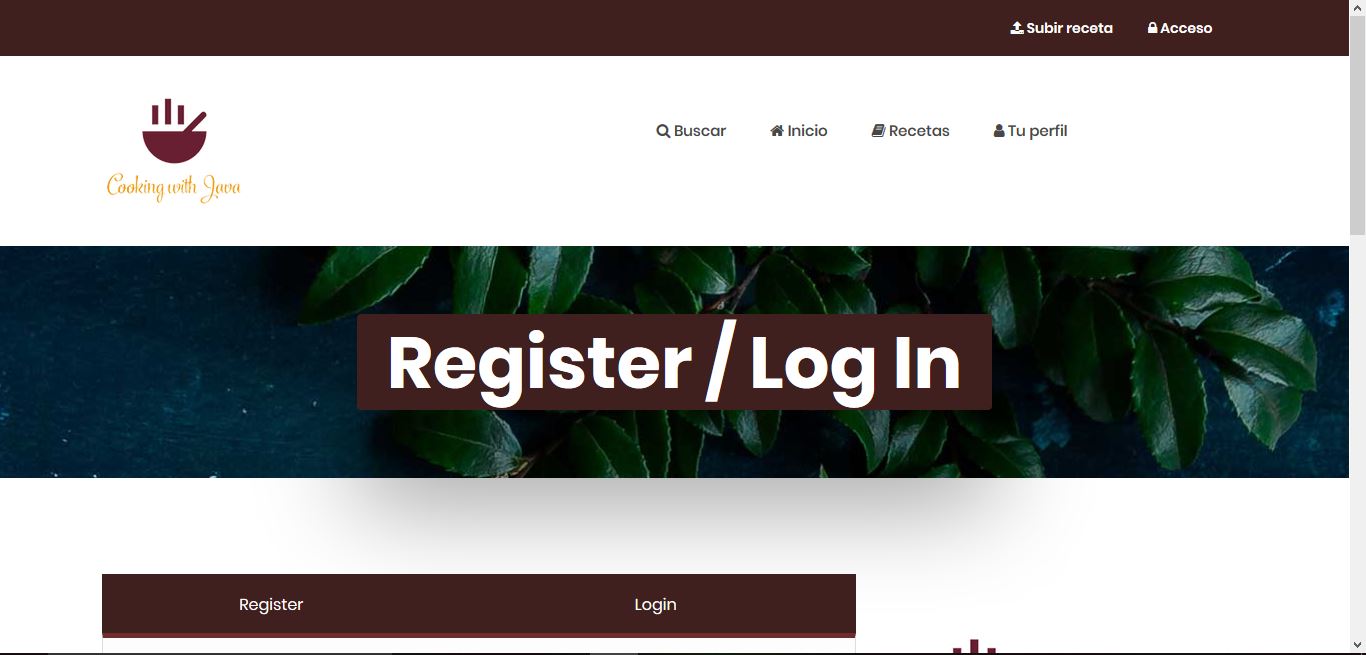 Subir receta Acceso
Buscar Inicio Recetas Tu perfil
Cooking with Java
Register / Log In
Register Login